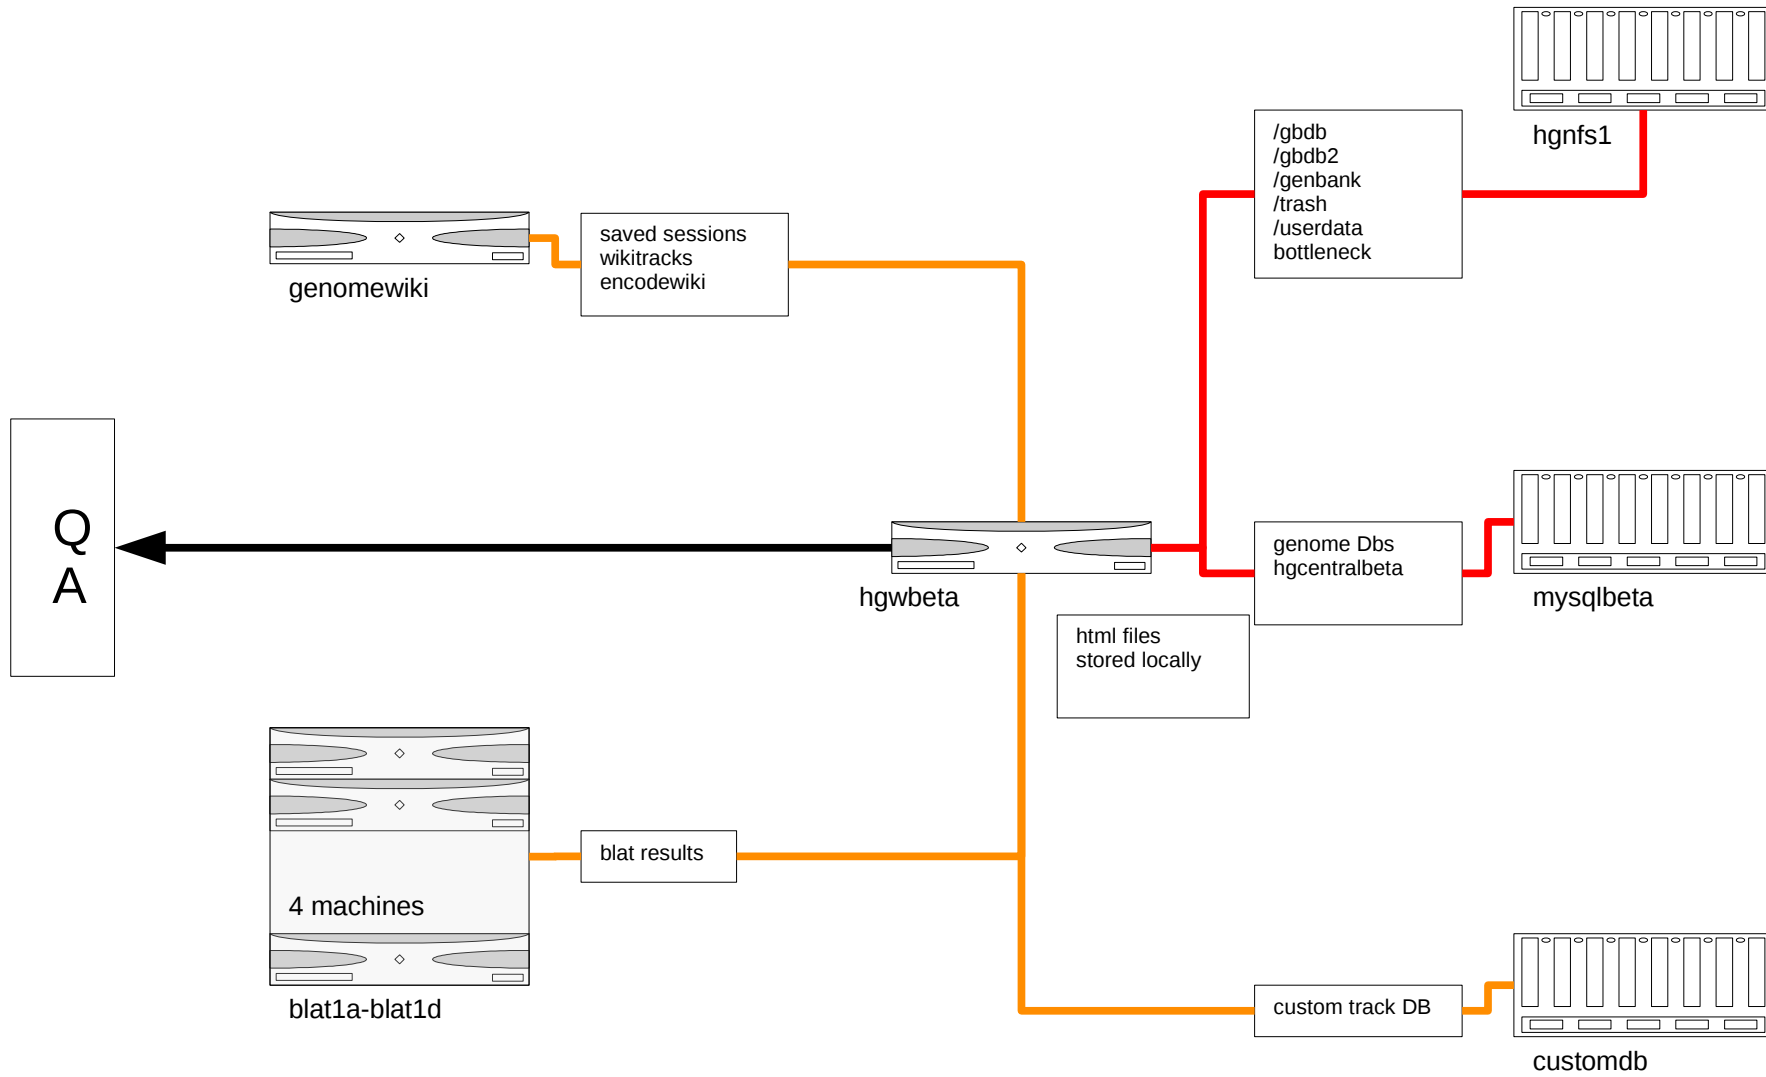 /gbdb
/gbdb2
/genbank
/trash
/userdata
bottleneck
hgnfs1
saved sessions
wikitracks
encodewiki
genomewiki
Q
A
hgwbeta
genome Dbs
hgcentralbeta
mysqlbeta
html files
stored locally
blat results
4 machines
blat1a-blat1d
custom track DB
customdb